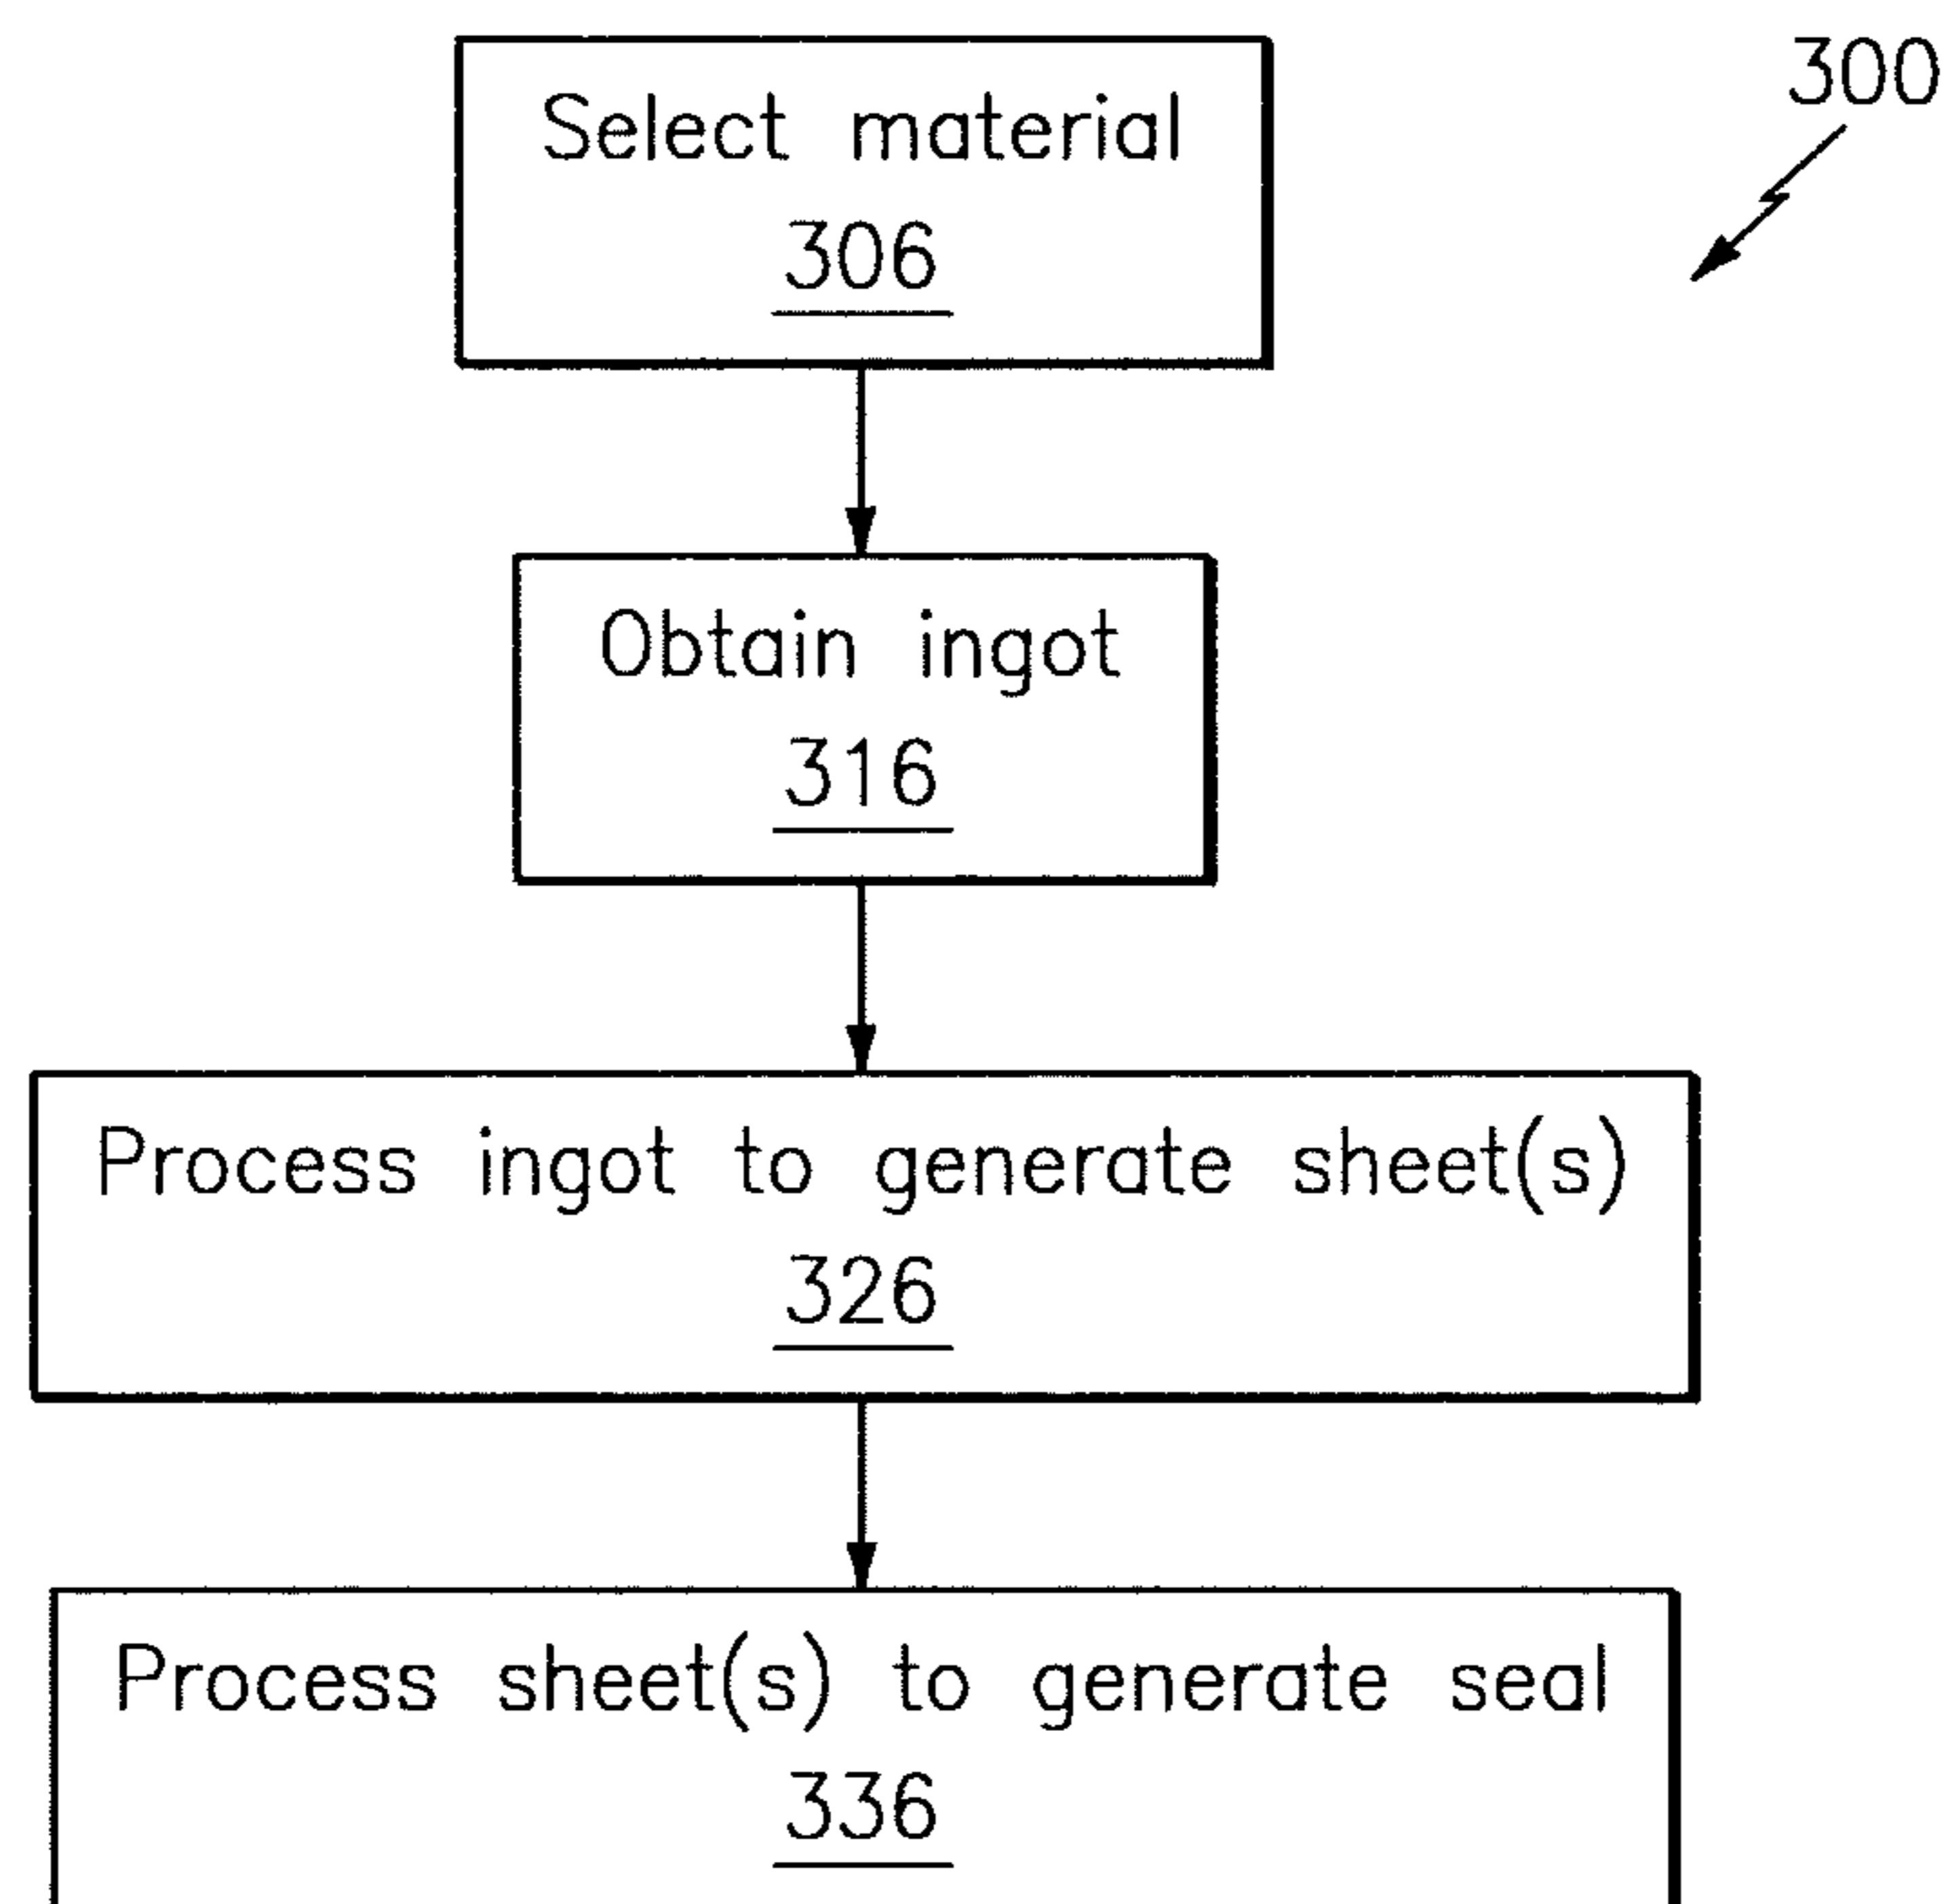 300
Select material
306
Obtain ingot
316
Process ingot to generate sheet(s)
326
Process sheet(s) to generate seal
336